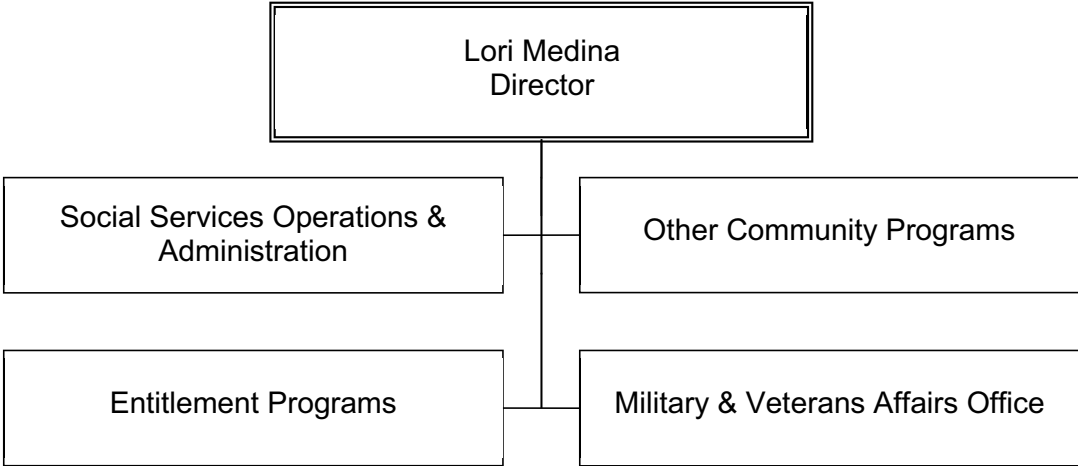 Lori Medina
Director
Social Services Operations &
Administration
Other Community Programs
Entitlement Programs
Military & Veterans Affairs Office